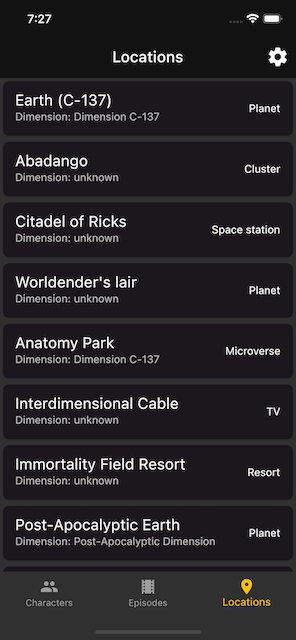 7:27
Locations
Earth (C-137)
Dimension: Dimension C-137
Planet
Abadango
Dimension: unknown
Cluster
Citadel of Ricks
Dimension: unknown
Space station
Worldender's lair
Dimension: unknown
Planet
Anatomy Park
Dimension: Dimension C-137
Microverse
Interdimensional Cable
Dimension: unknown
TV
Immortality Field Resort
Dimension: unknown
Resort
Post-Apocalyptic Earth
Dimension: Post-Apocalyptic Dimension
Planet
Characters
Episodes
Locations